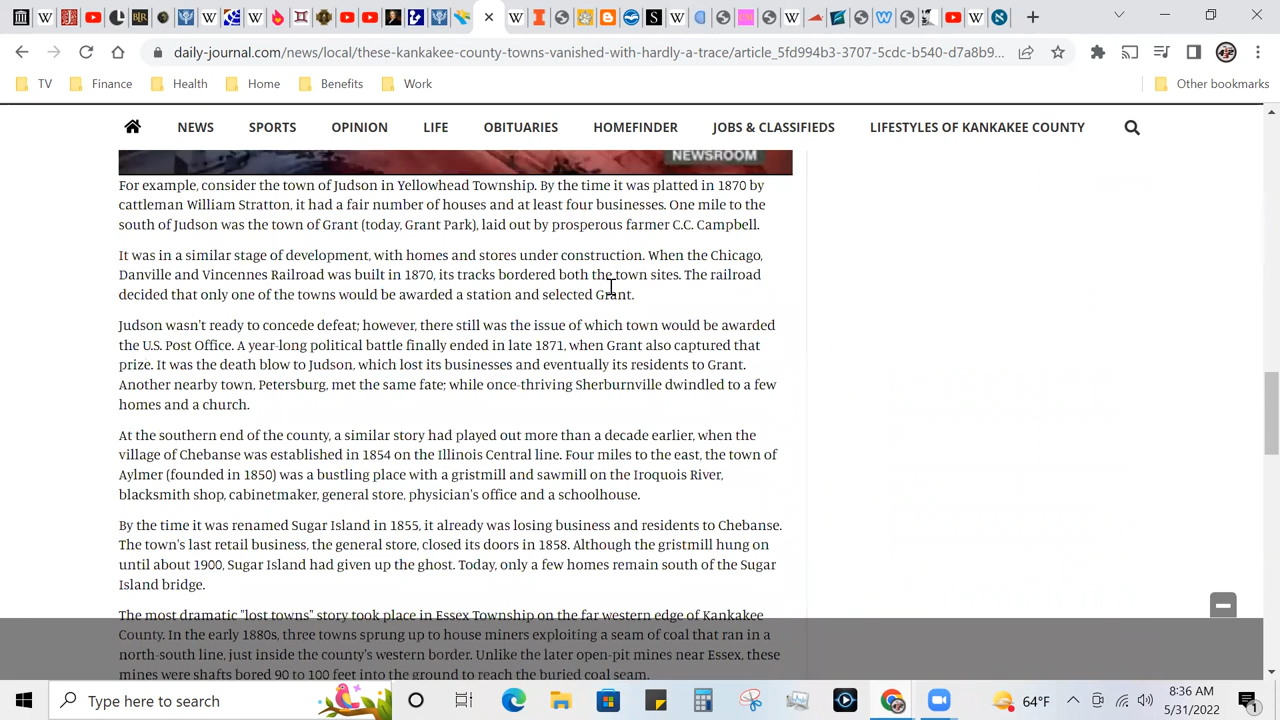 daily-journal.com/news/local/these-kankakee-county-towns-vanished-with-hardly-a-trace/article_5fd994b3-3707-5cdc-b540-d7a8b9...
TV Finance Health Home Benefits Work Other bookmarks
NEWS SPORTS OPINION LIFE OBITUARIES HOMEFINDER JOBS & CLASSIFIEDS LIFESTYLES OF KANKAKEE COUNTY
NEWSROOM
For example, consider the town of Judson in Yellowhead Township. By the time it was platted in 1870 by
cattleman William Stratton, it had a fair number of houses and at least four businesses. One mile to the
south of Judson was the town of Grant (today, Grant Park), laid out by prosperous farmer C.C. Campbell.
It was in a similar stage of development, with homes and stores under construction. When the Chicago,
Danville and Vincennes Railroad was built in 1870, its tracks bordered both the town sites. The railroad
decided that only one of the towns would be awarded a station and selected Grant.
Judson wasn't ready to concede defeat; however, there still was the issue of which town would be awarded
the U.S. Post Office. A year-long political battle finally ended in late 1871, when Grant also captured that
prize. It was the death blow to Judson, which lost its businesses and eventually its residents to Grant.
Another nearby town, Petersburg, met the same fate; while once-thriving Sherburnville dwindled to a few
homes and a church.
At the southern end of the county, a similar story had played out more than a decade earlier, when the
village of Chebanse was established in 1854 on the Illinois Central line. Four miles to the east, the town of
Aylmer (founded in 1850) was a bustling place with a gristmill and sawmill on the Iroquois River,
blacksmith shop, cabinetmaker, general store, physician's office and a schoolhouse.
By the time it was renamed Sugar Island in 1855, it already was losing business and residents to Chebanse.
The town's last retail business, the general store, closed its doors in 1858. Although the gristmill hung on
until about 1900, Sugar Island had given up the ghost. Today, only a few homes remain south of the Sugar
Island bridge.
The most dramatic "lost towns" story took place in Essex Township on the far western edge of Kankakee
County. In the early 1880s, three towns sprung up to house miners exploiting a seam of coal that ran in a
north-south line, just inside the county's western border. Unlike the later open-pit mines near Essex, these
mines were shafts bored 90 to 100 feet into the ground to reach the buried coal seam.
Type here to search
64°F
8:36 AM
5/31/2022
1